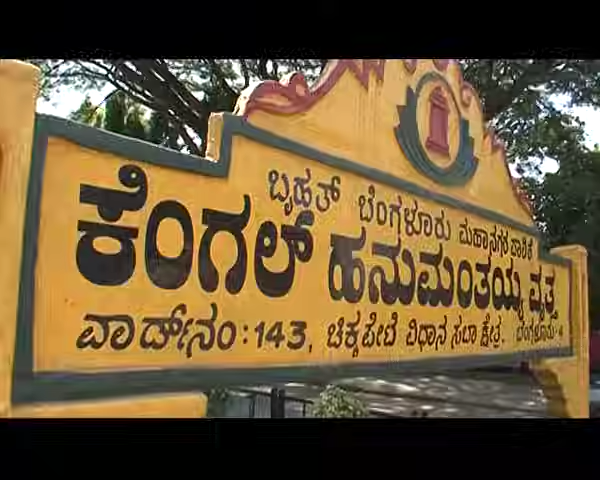 ಬೃಹತ್ ಬೆಂಗಳೂರು ಮಹಾನಗರ ಪಾಲಿಕೆ
ಕೆಂಗಲ್ ಹನುಮಂತಯ್ಯ ವೃತ್ತ
ವಾರ್ಡ್‌ನಂ: 143, ಚಿಕ್ಕಪೇಟೆ ವಿಧಾನ ಸಭಾ ಕ್ಷೇತ್ರ, ಬೆಂಗಳೂರು-4